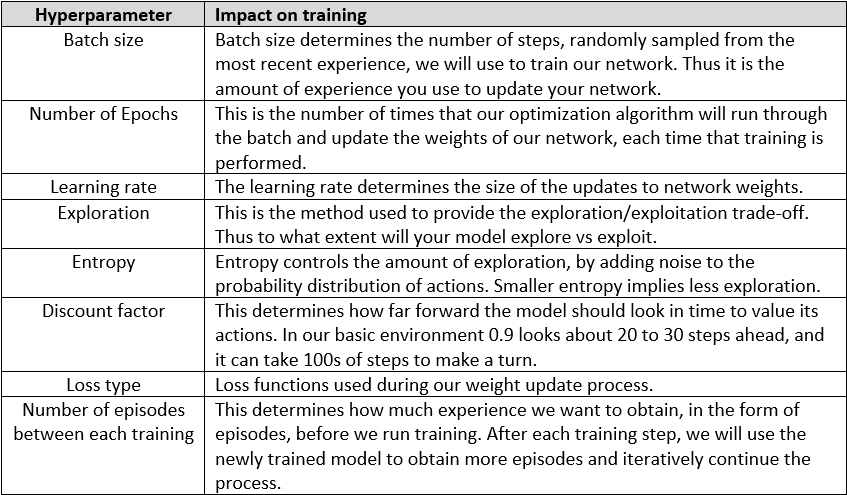 Hyperparameter Impact on training
Batch size Batch size determines the number of steps, randomly sampled from the
most recent experience, we will use to train our network. Thus it is the
amount of experience you use to update your network.
Number of Epochs This is the number of times that our optimization algorithm will run through
the batch and update the weights of our network, each time that training is
performed.
Learning rate The learning rate determines the size of the updates to network weights.
Exploration This is the method used to provide the exploration/exploitation trade-off.
Thus to what extent will your model explore vs exploit.
Entropy Entropy controls the amount of exploration, by adding noise to the
probability distribution of actions. Smaller entropy implies less exploration.
Discount factor This determines how far forward the model should look in time to value its
actions. In our basic environment 0.9 looks about 20 to 30 steps ahead, and
it can take 100s of steps to make a turn.
Loss type Loss functions used during our weight update process.
Number of episodes This determines how much experience we want to obtain, in the form of
between each training episodes, before we run training. After each training step, we will use the
newly trained model to obtain more episodes and iteratively continue the
process.